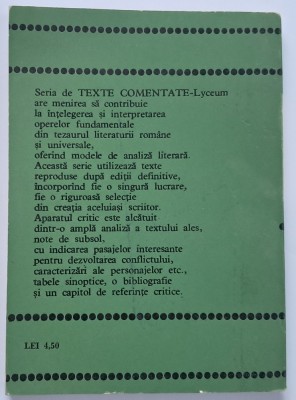 Seria de TEXTE COMENTATE-Lyceum
are menirea să contribuie
la înțelegerea și interpretarea
operelor fundamentale
din tezaurul literaturii române
și universale,
oferind modele de analiză literară.
Această serie utilizează texte
reproduse după ediții definitive,
încorporînd fie o singură lucrare,
fie o riguroasă selecție
din creația aceluiași scriitor.
Aparatul critic este alcătuit
dintr-o amplă analiză a textului ales,
note de subsol,
cu indicarea pasajelor interesante
pentru dezvoltarea conflictului,
caracterizări ale personajelor etc.,
tabele sinoptice, o bibliografie
și un capitol de referințe critice.
LEI 4,50